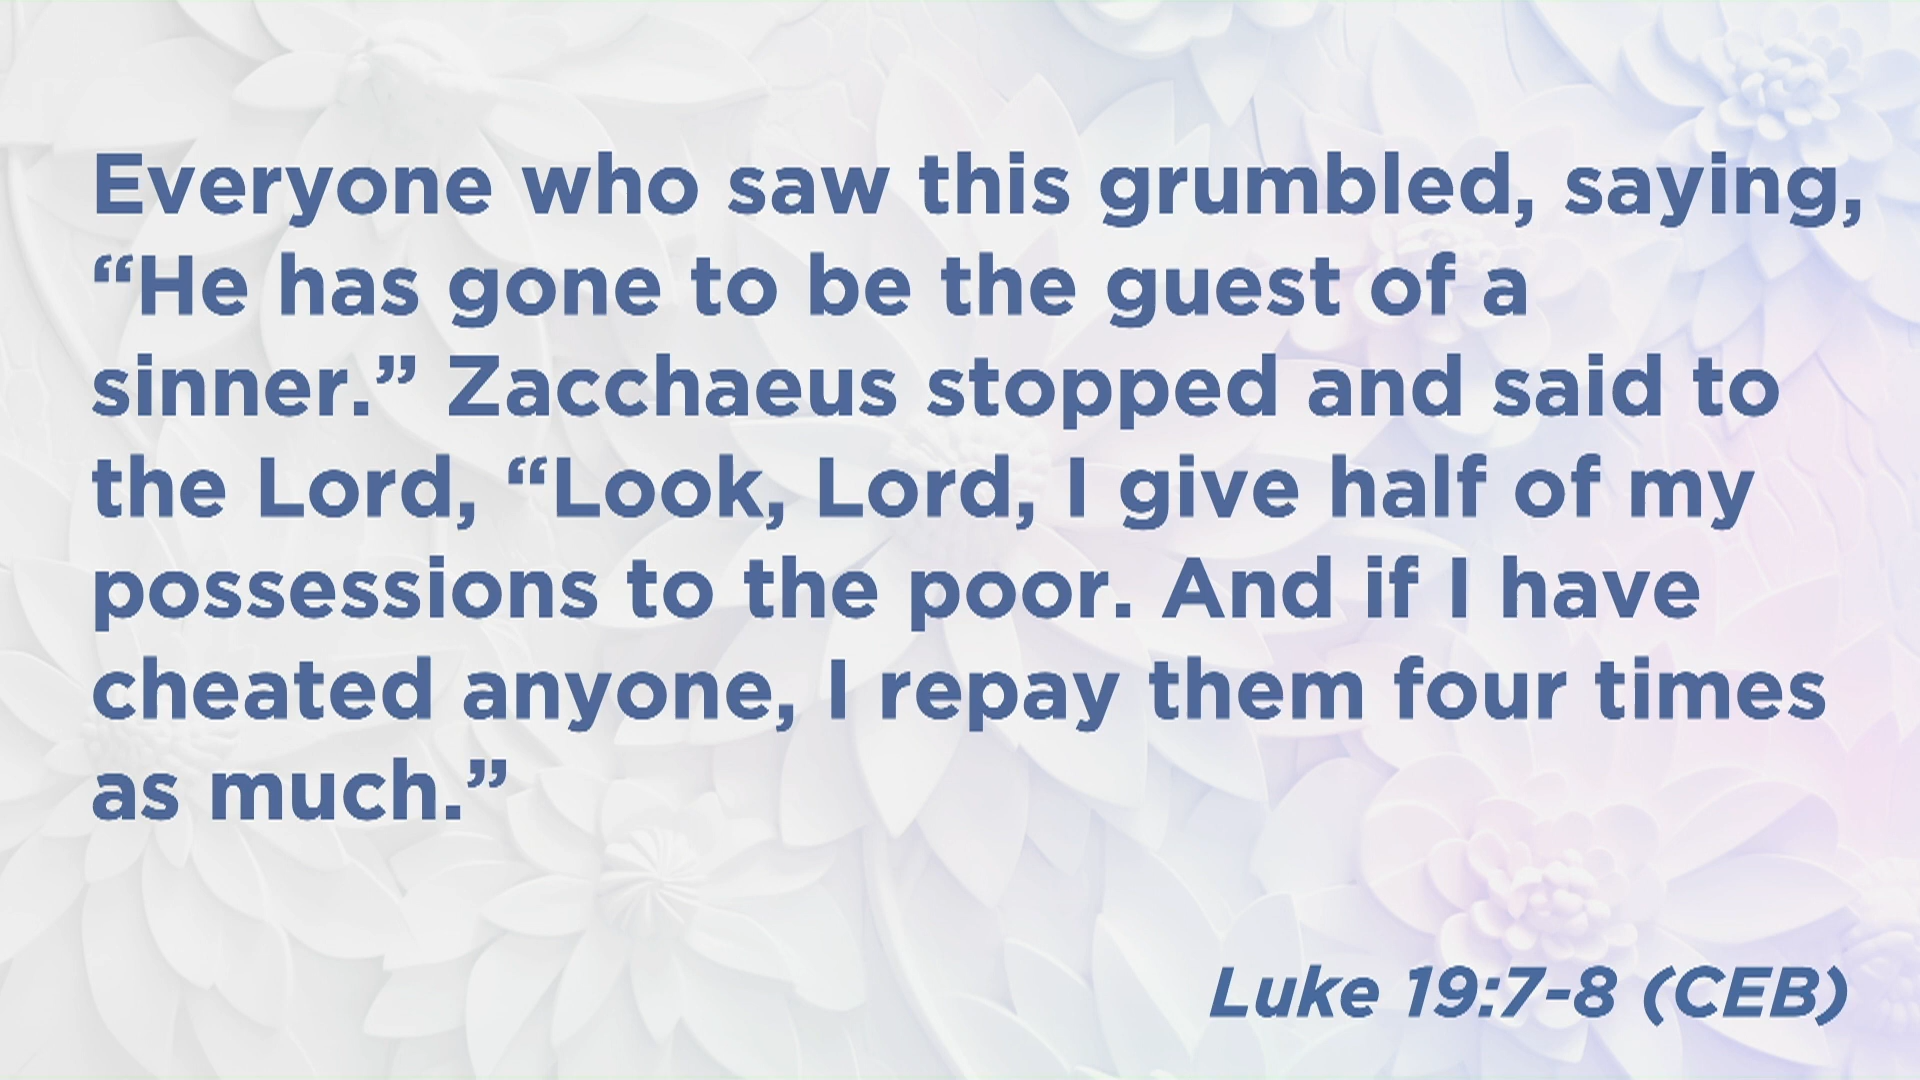 Everyone who saw this grumbled, saying,
“He has gone to be the guest of a
sinner.” Zacchaeus stopped and said to
the Lord, “Look, Lord, I give half of my
possessions to the poor. And if I have
cheated anyone, I repay them four times
as much.”
Luke 19:7-8 (CEB)